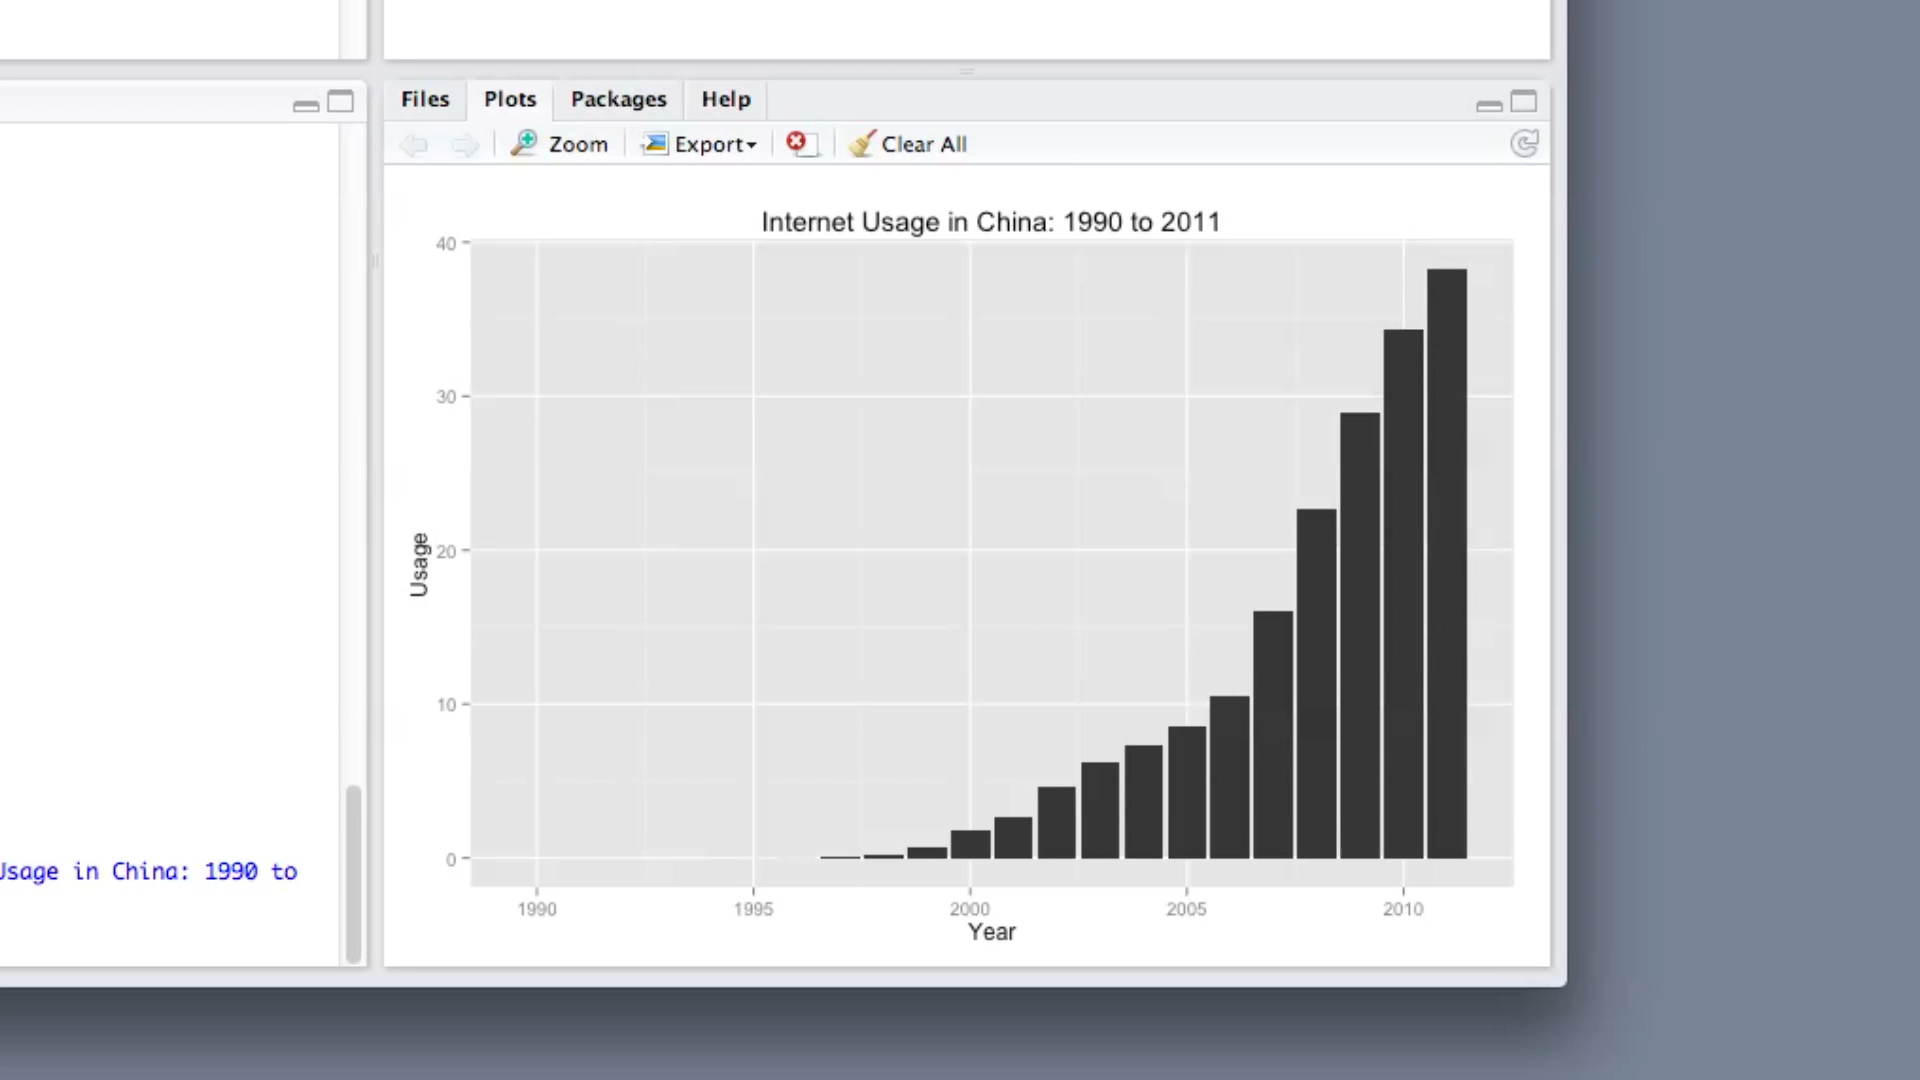 Files Plots Packages Help
Zoom Export Clear All
Internet Usage in China: 1990 to 2011
40
30
20
10
0
Usage
1990 1995 2000 2005 2010
Year
Usage in China: 1990 to